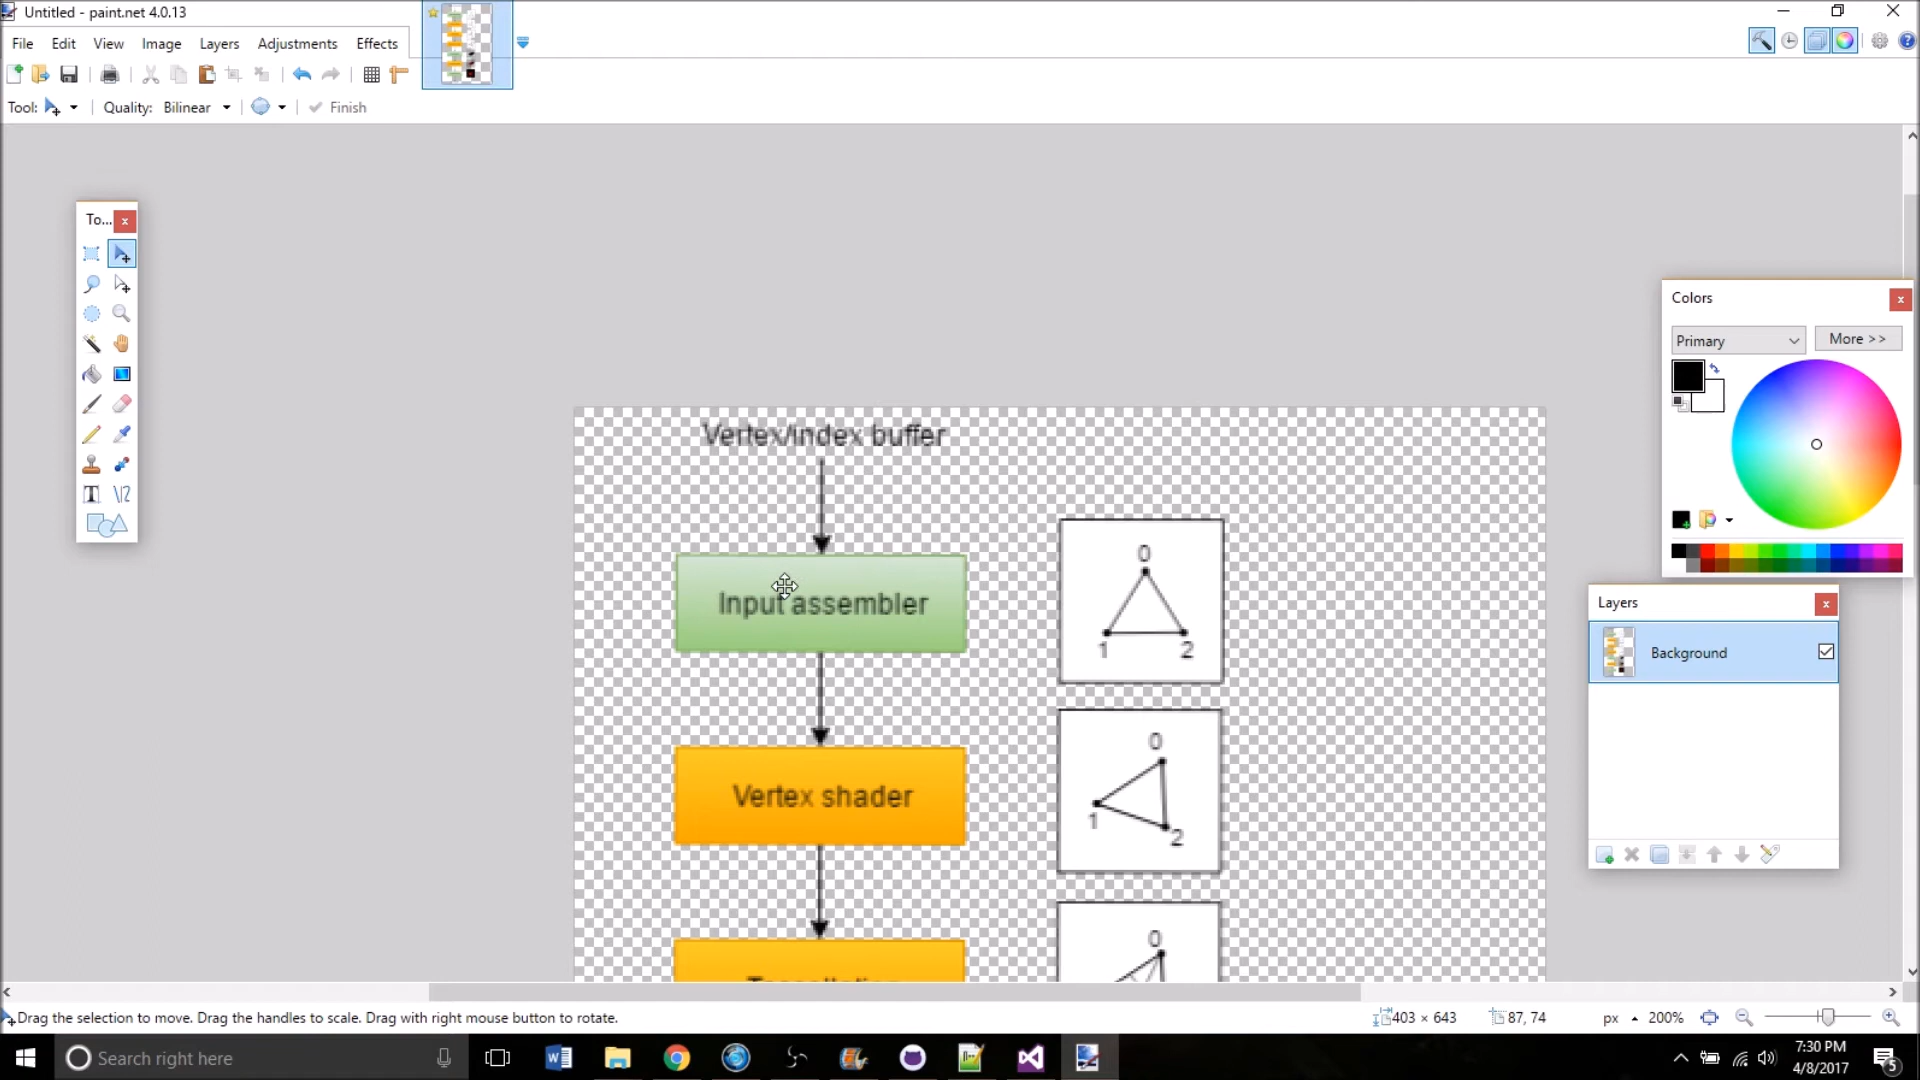 Untitled - paint.net 4.0.13
File Edit View Image Layers Adjustments Effects
Tool: Quality: Bilinear Finish
To...
Vertex/index buffer
Input assembler
0
1 2
Vertex shader
0
1
2
Tessellation
0
Colors
Primary More >>
Layers
Background
Drag the selection to move. Drag the handles to scale. Drag with right mouse button to rotate.
403 × 643 87, 74 px 200%
Search right here
7:30 PM
4/8/2017
5